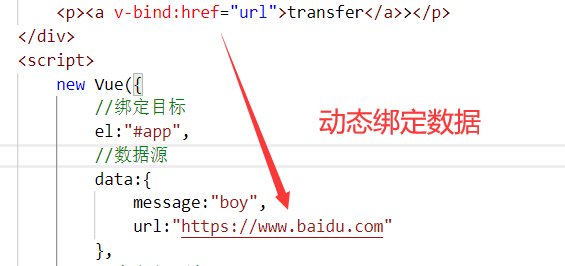 <p><a v-bind:href="url">transfer</a>></p>
</div>
<script>
new Vue({
//绑定目标
el:"#app",
动态绑定数据
//数据源
data:{
message:"boy",
url:"https://www.baidu.com"
},